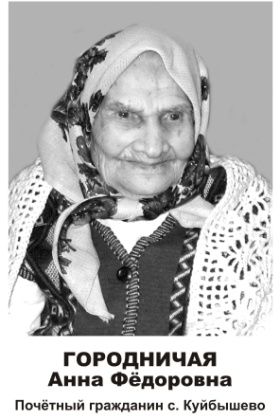 ГОРОДНИЧАЯ
Анна Фёдоровна
Почётный гражданин с. Куйбышево